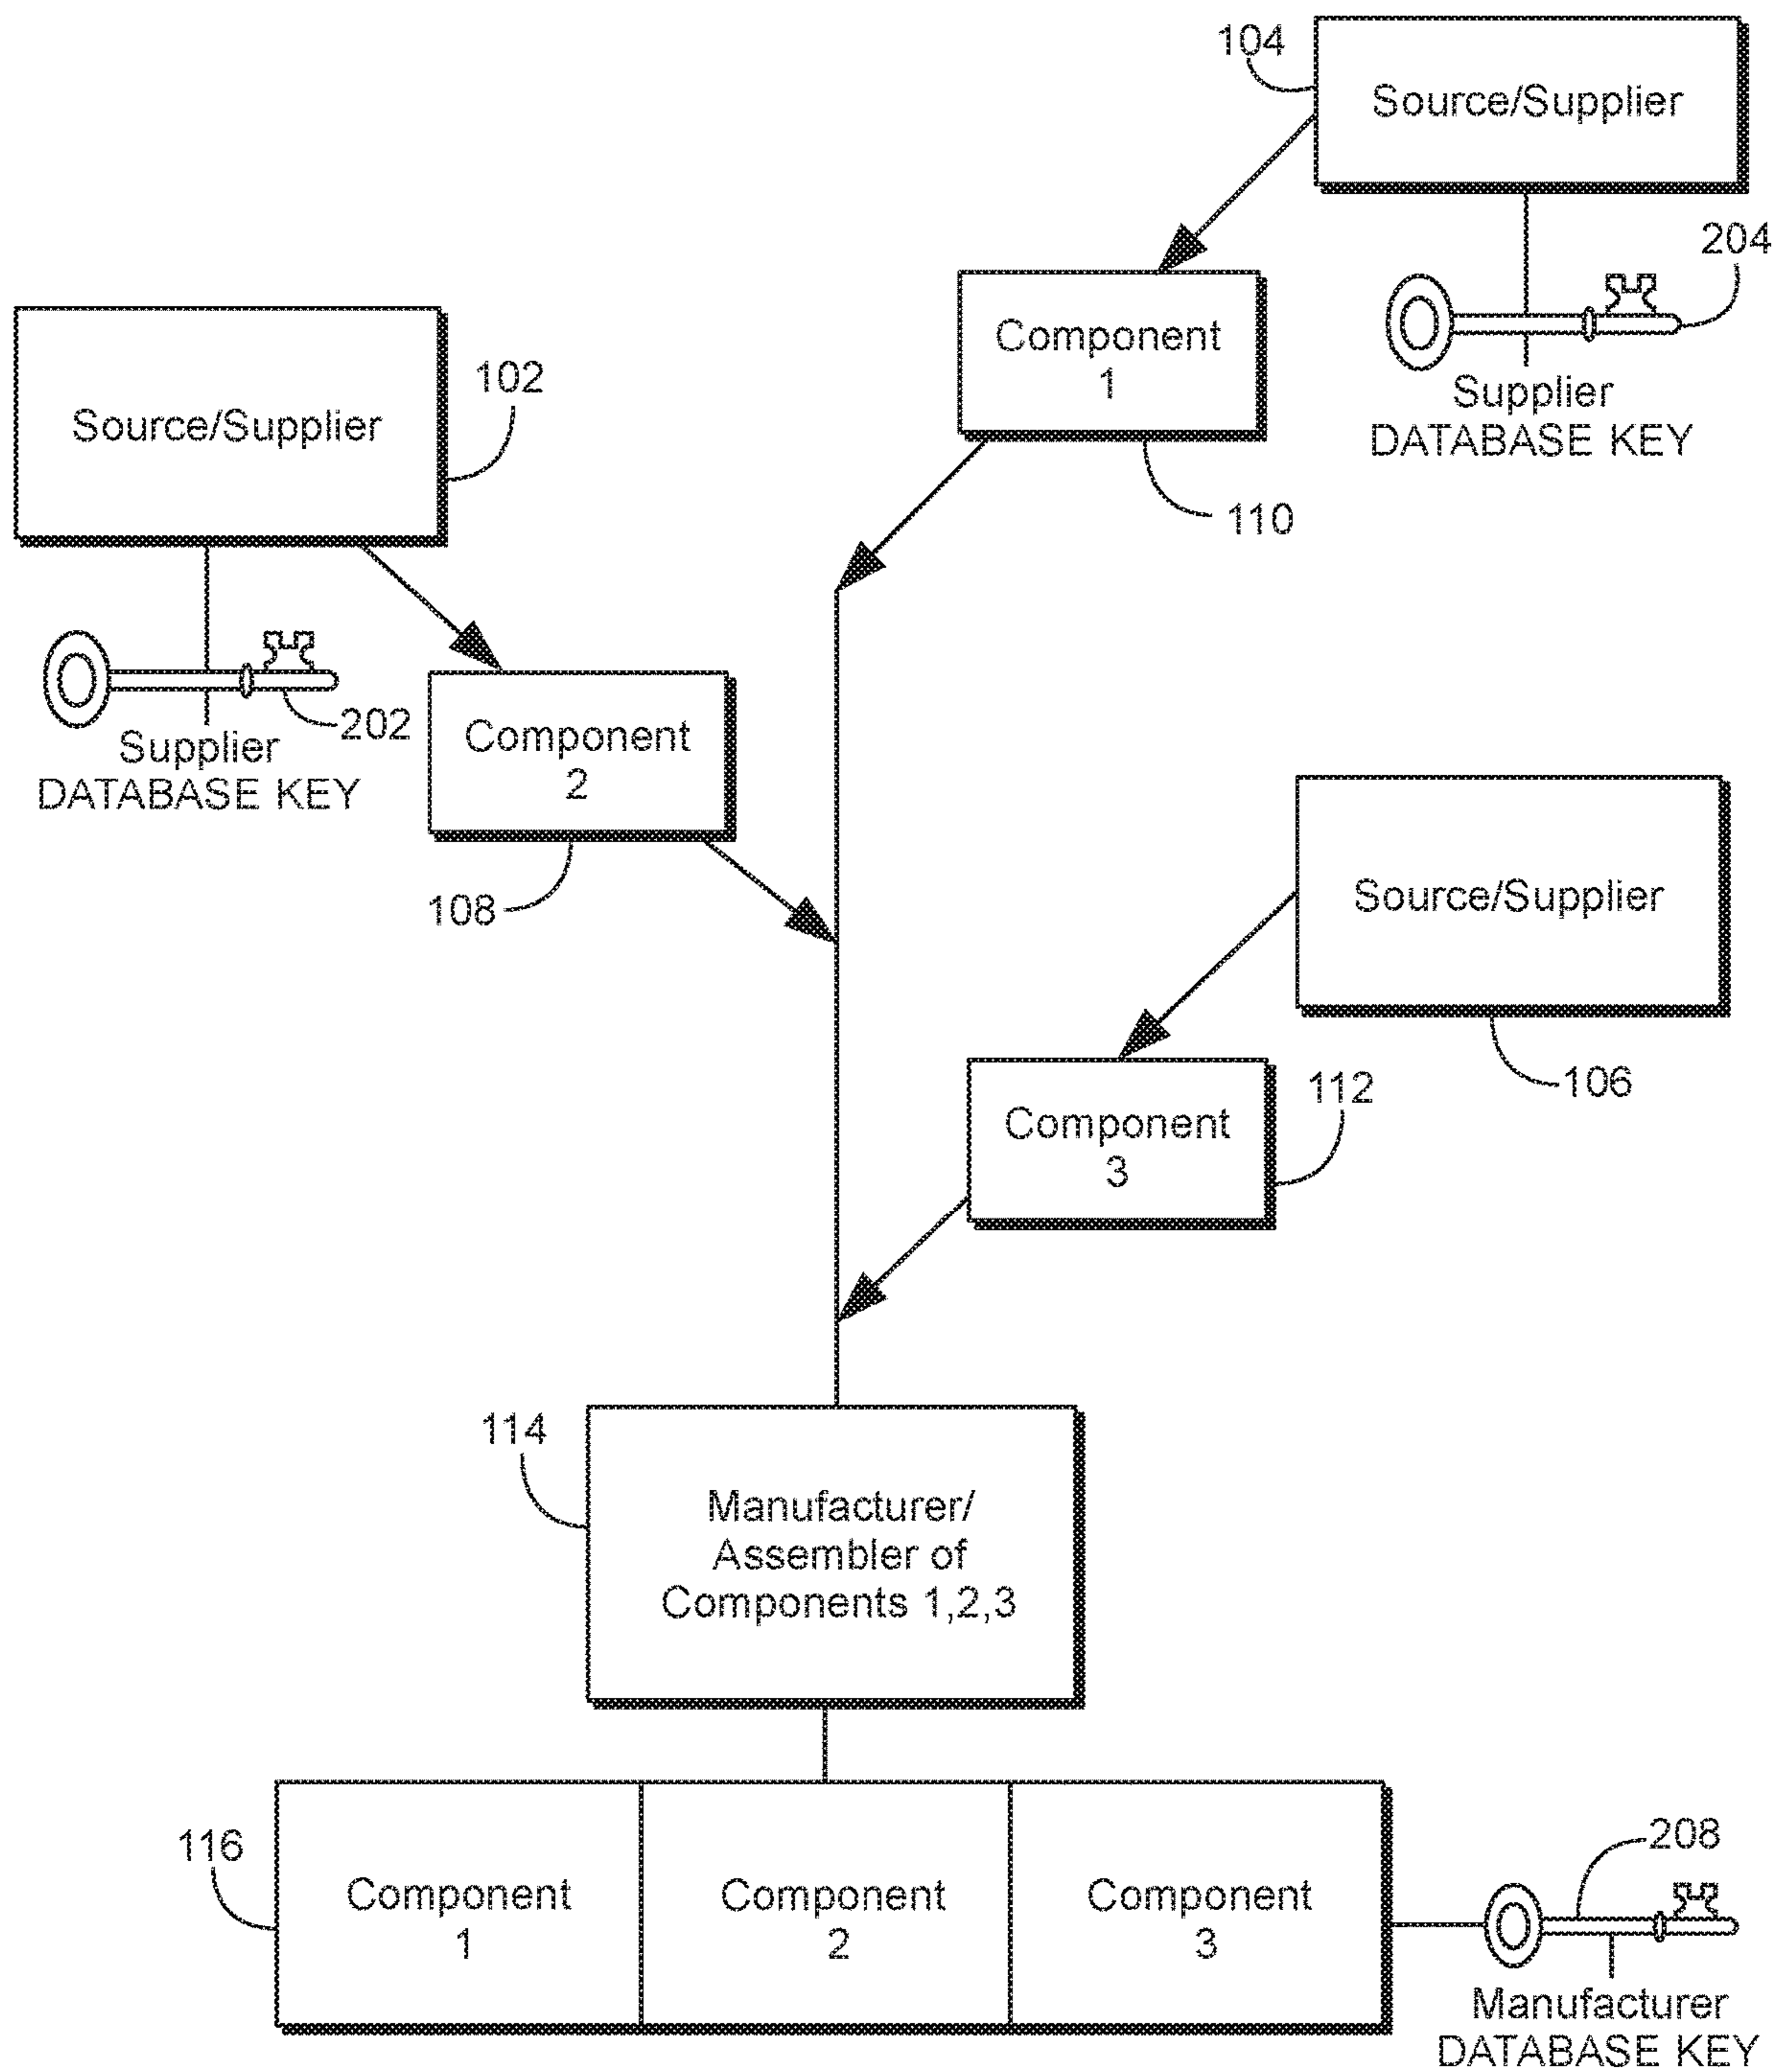 104
Source/Supplier
204
Component
1
Supplier
DATABASE KEY
110
102
Source/Supplier
202
Supplier
DATABASE KEY
Component
2
108
Source/Supplier
106
112
Component
3
114
Manufacturer/
Assembler of
Components 1,2,3
116
Component
1
Component
2
Component
3
208
Manufacturer
DATABASE KEY